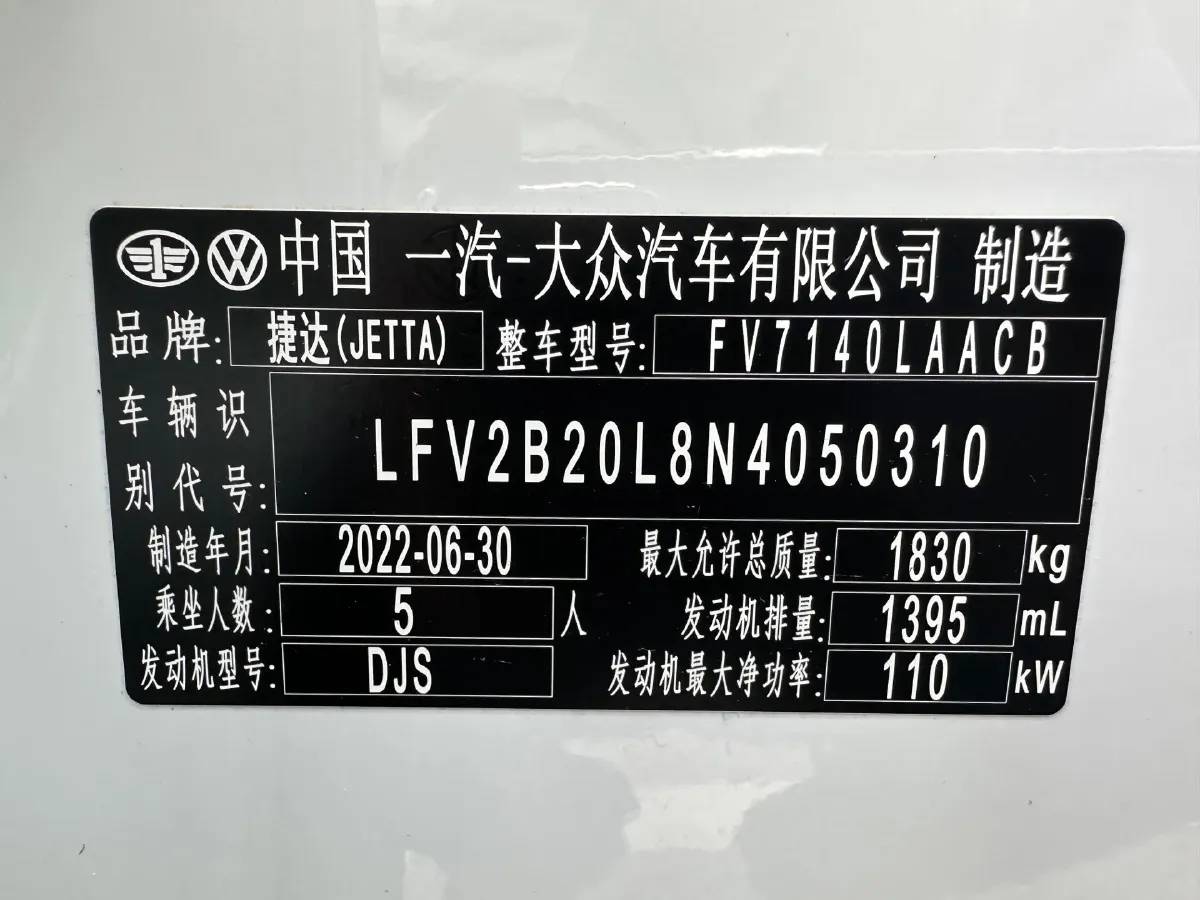 中国 一汽-大众汽车有限公司 制造
品牌: 捷达(JETTA) 整车型号: FV7140LAACB
车辆识别代号: LFV2B20L8N4050310
制造年月: 2022-06-30 最大允许总质量: 1830 kg
乘坐人数: 5 人 发动机排量: 1395 mL
发动机型号: DJS 发动机最大净功率: 110 kW